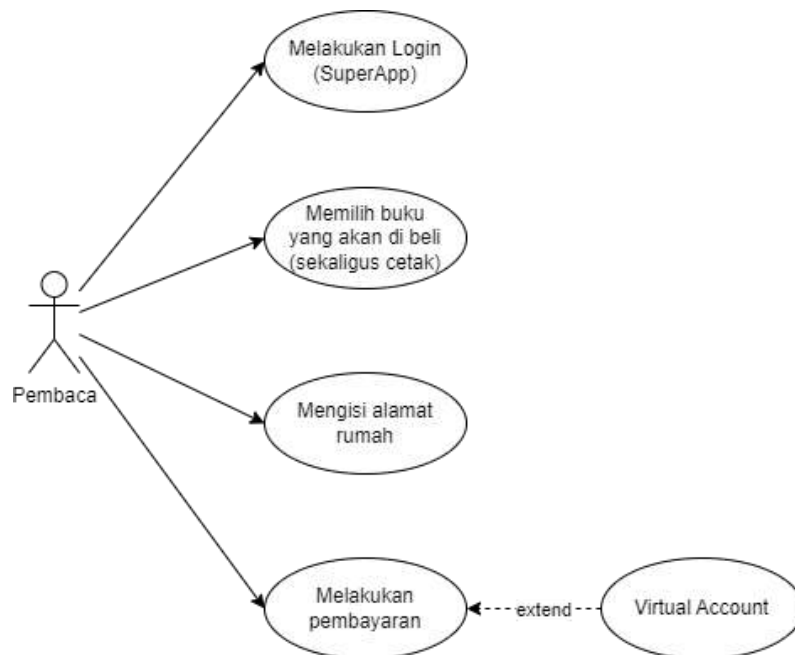 Melakukan Login
(SuperApp)
Memilih buku
yang akan di beli
(sekaligus cetak)
Pembaca
Mengisi alamat
rumah
Melakukan
pembayaran
extend
Virtual Account